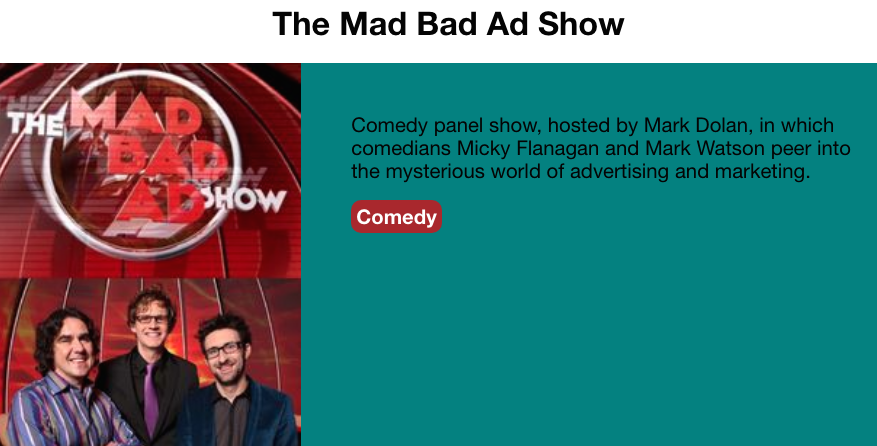 The Mad Bad Ad Show
THE MAD
BAD
AD SHOW
Comedy panel show, hosted by Mark Dolan, in which
comedians Micky Flanagan and Mark Watson peer into
the mysterious world of advertising and marketing.
Comedy